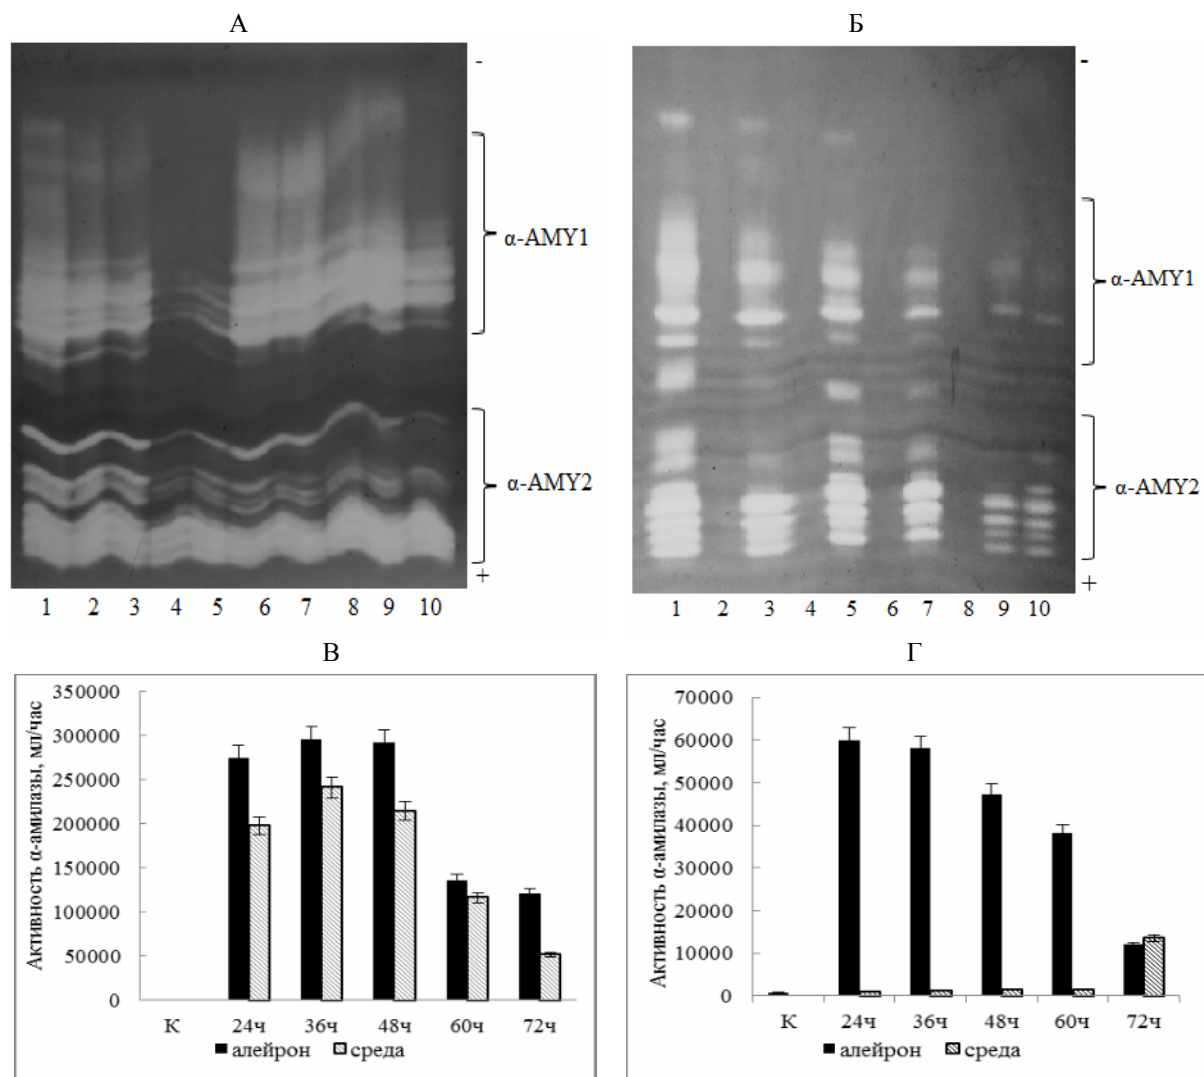 А
-
α-AMY1
α-AMY2
+
1 2 3 4 5 6 7 8 9 10
Б
-
α-AMY1
α-AMY2
+
1 2 3 4 5 6 7 8 9 10
В
Активность α-амилазы, мл/час
350000
300000
250000
200000
150000
100000
50000
0
К 24ч 36ч 48ч 60ч 72ч
алейрон среда
Г
Активность α-амилазы, мл/час
70000
60000
50000
40000
30000
20000
10000
0
К 24ч 36ч 48ч 60ч 72ч
алейрон среда